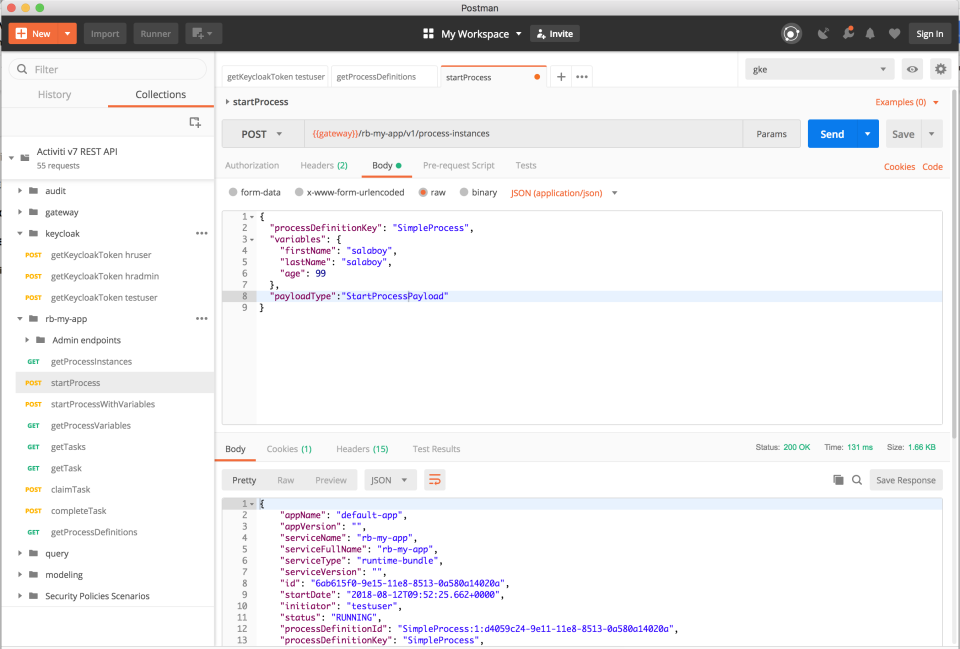 Postman
New
Import
Runner
My Workspace
Invite
Sign In
Filter
History
Collections
Activiti v7 REST API
55 requests
audit
gateway
keycloak
POST getKeycloakToken hruser
POST getKeycloakToken hradmin
POST getKeycloakToken testuser
rb-my-app
Admin endpoints
GET getProcessInstances
POST startProcess
POST startProcessWithVariables
GET getProcessVariables
GET getTasks
GET getTask
POST claimTask
POST completeTask
GET getProcessDefinitions
query
modeling
Security Policies Scenarios
getKeycloakToken testuser
getProcessDefinitions
startProcess
gke
startProcess
Examples (0)
POST
{{gateway}}/rb-my-app/v1/process-instances
Params
Send
Save
Authorization
Headers (2)
Body
Pre-request Script
Tests
Cookies
Code
form-data
x-www-form-urlencoded
raw
binary
JSON (application/json)
1 {
2 "processDefinitionKey": "SimpleProcess",
3 "variables": {
4 "firstName": "salaboy",
5 "lastName": "salaboy",
6 "age": 99
7 },
8 "payloadType":"StartProcessPayload"
9 }
Body
Cookies (1)
Headers (15)
Test Results
Status: 200 OK
Time: 131 ms
Size: 1.66 KB
Pretty
Raw
Preview
JSON
Save Response
1 {
2 "appName": "default-app",
3 "appVersion": "",
4 "serviceName": "rb-my-app",
5 "serviceFullName": "rb-my-app",
6 "serviceType": "runtime-bundle",
7 "serviceVersion": "",
8 "id": "6ab615f0-9e15-11e8-8513-0a580a14020a",
9 "startDate": "2018-08-12T09:52:25.662+0000",
10 "initiator": "testuser",
11 "status": "RUNNING",
12 "processDefinitionId": "SimpleProcess:1:d4059c24-9e11-11e8-8513-0a580a14020a",
13 "processDefinitionKey": "SimpleProcess",